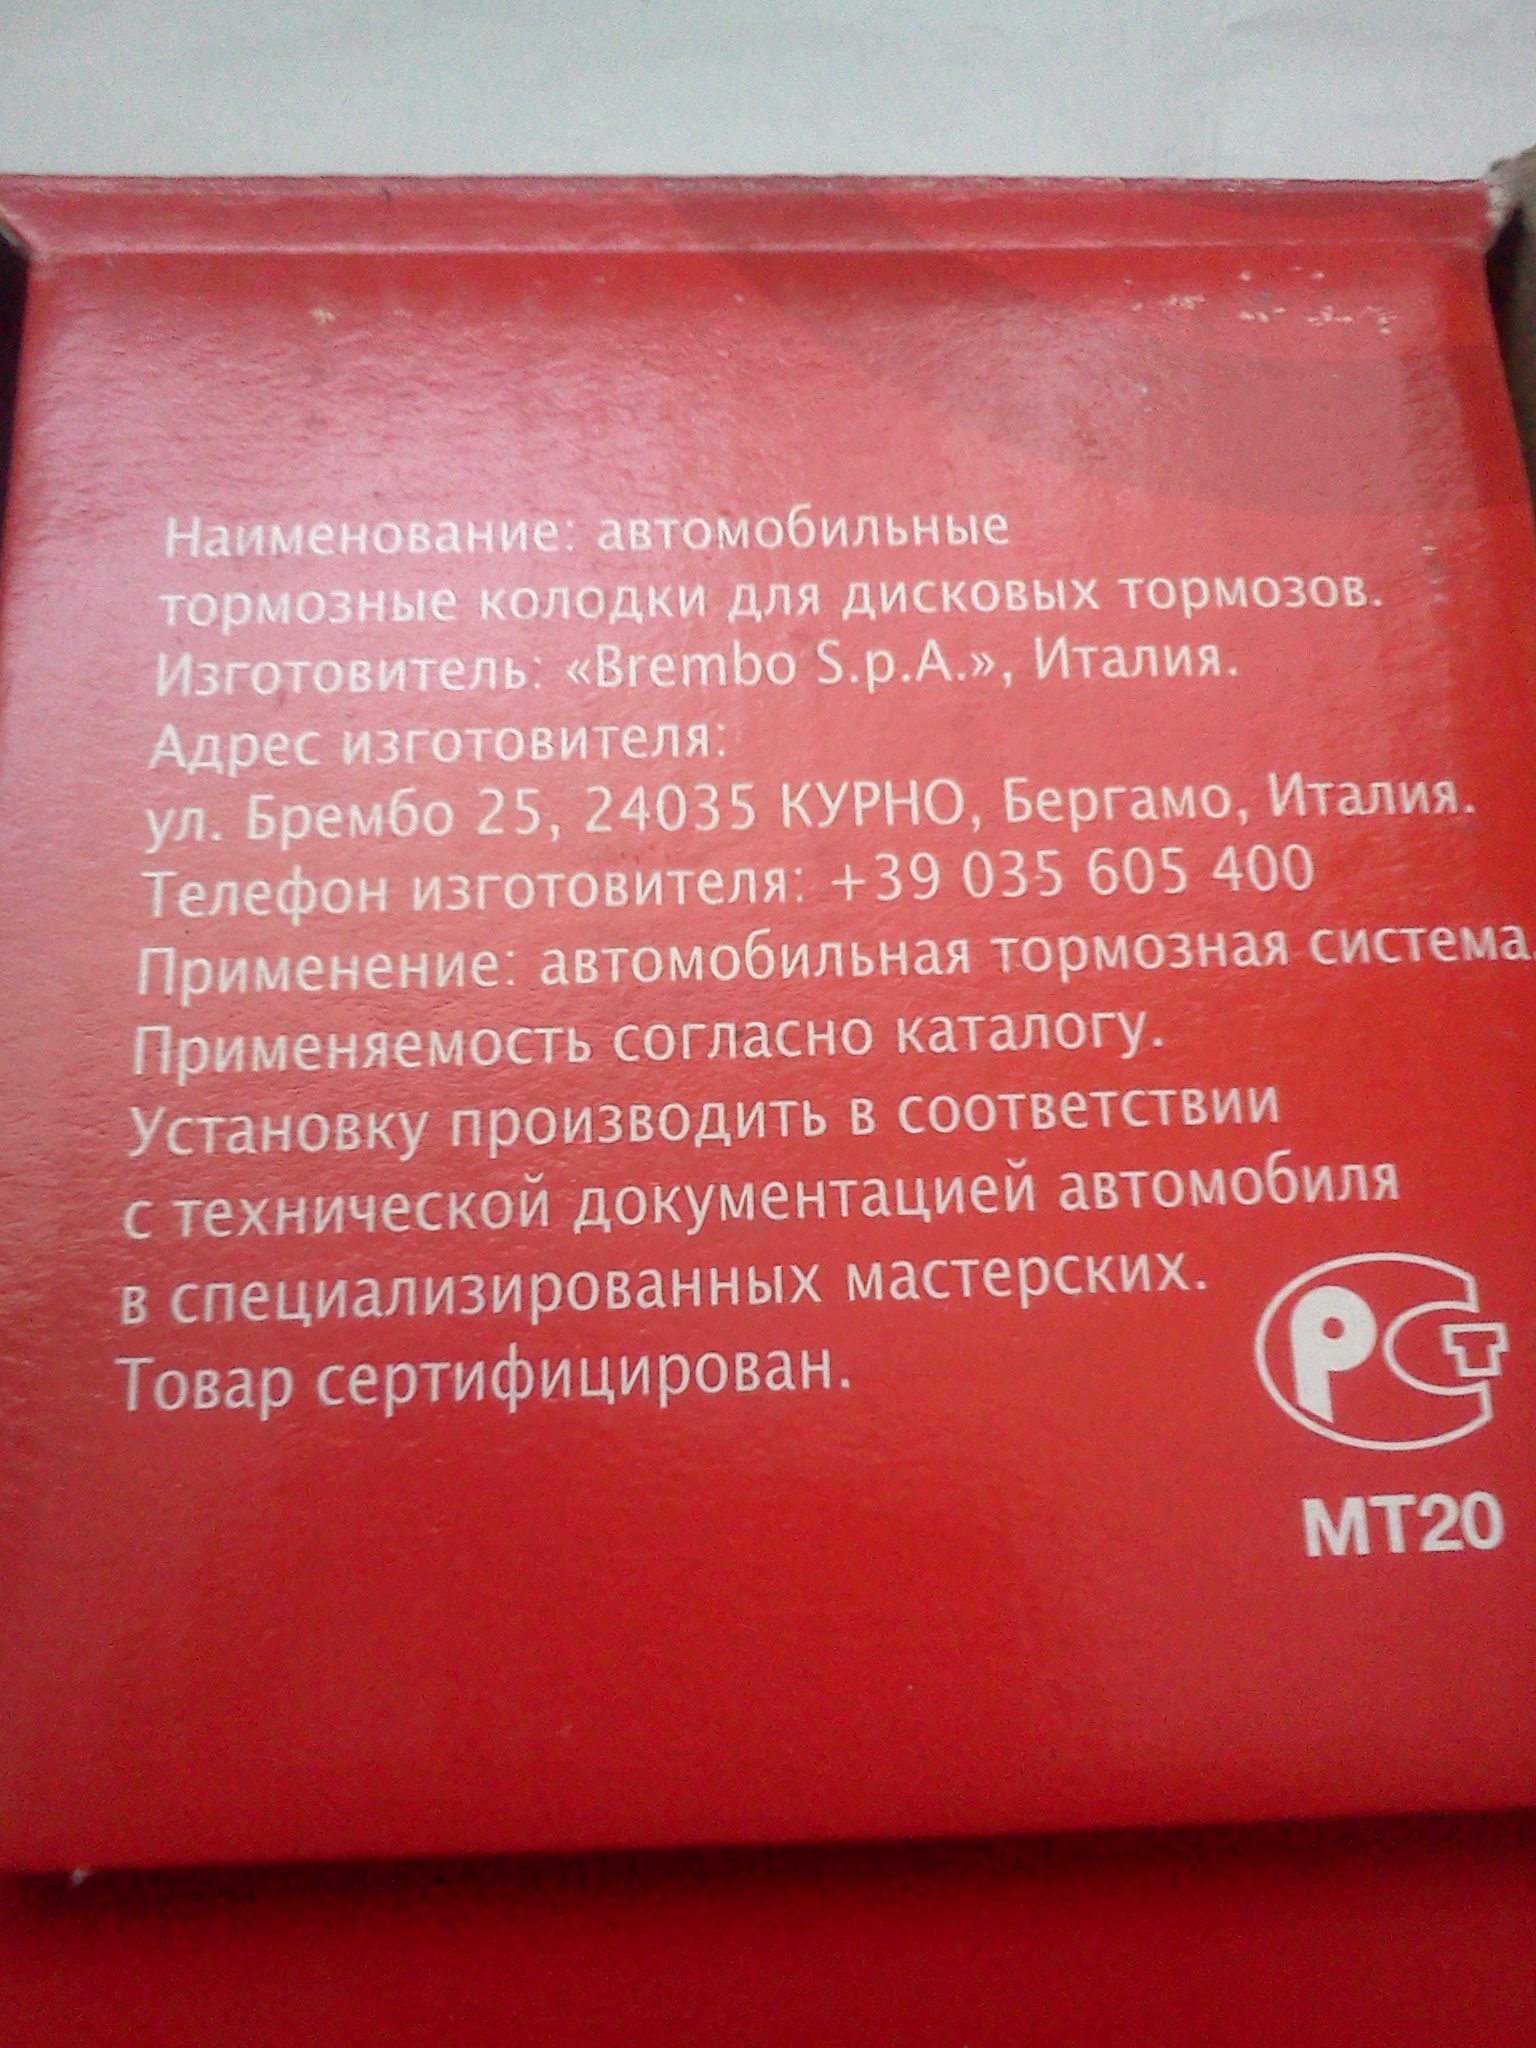 Наименование: автомобильные
тормозные колодки для дисковых тормозов.
Изготовитель: «Brembo S.p.A.», Италия.
Адрес изготовителя:
ул. Брембо 25, 24035 КУРНО, Бергамо, Италия.
Телефон изготовителя: +39 035 605 400
Применение: автомобильная тормозная система.
Применяемость согласно каталогу.
Установку производить в соответствии
с технической документацией автомобиля
в специализированных мастерских.
Товар сертифицирован.
РСТ
МТ20